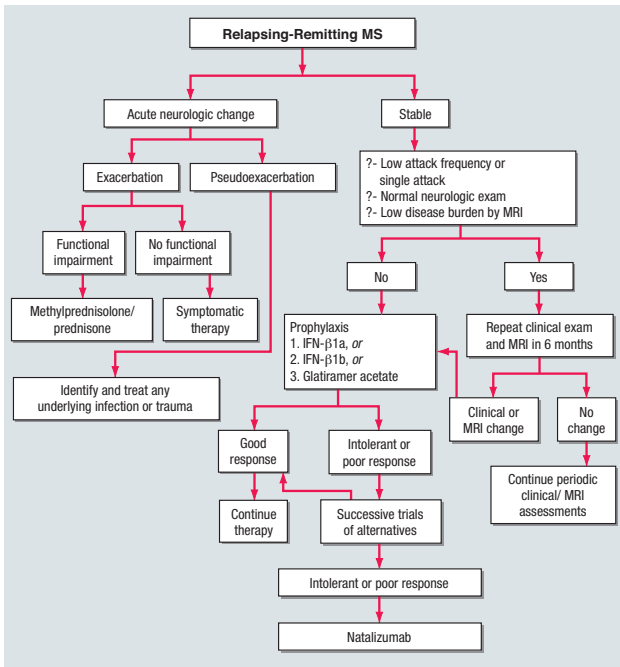 Relapsing-Remitting MS
Acute neurologic change
Stable
Exacerbation
Pseudoexacerbation
?- Low attack frequency or
single attack
?- Normal neurologic exam
?- Low disease burden by MRI
Functional
impairment
No functional
impairment
No
Yes
Methylprednisolone/
prednisone
Symptomatic
therapy
Prophylaxis
1. IFN-β1a, or
2. IFN-β1b, or
3. Glatiramer acetate
Repeat clinical exam
and MRI in 6 months
Identify and treat any
underlying infection or trauma
Clinical or
MRI change
No
change
Good
response
Intolerant or
poor response
Continue periodic
clinical/ MRI
assessments
Continue
therapy
Successive trials
of alternatives
Intolerant or poor response
Natalizumab